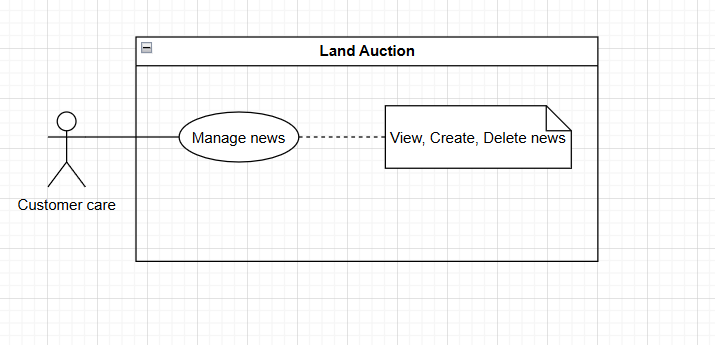 Land Auction
Manage news
View, Create, Delete news
Customer care